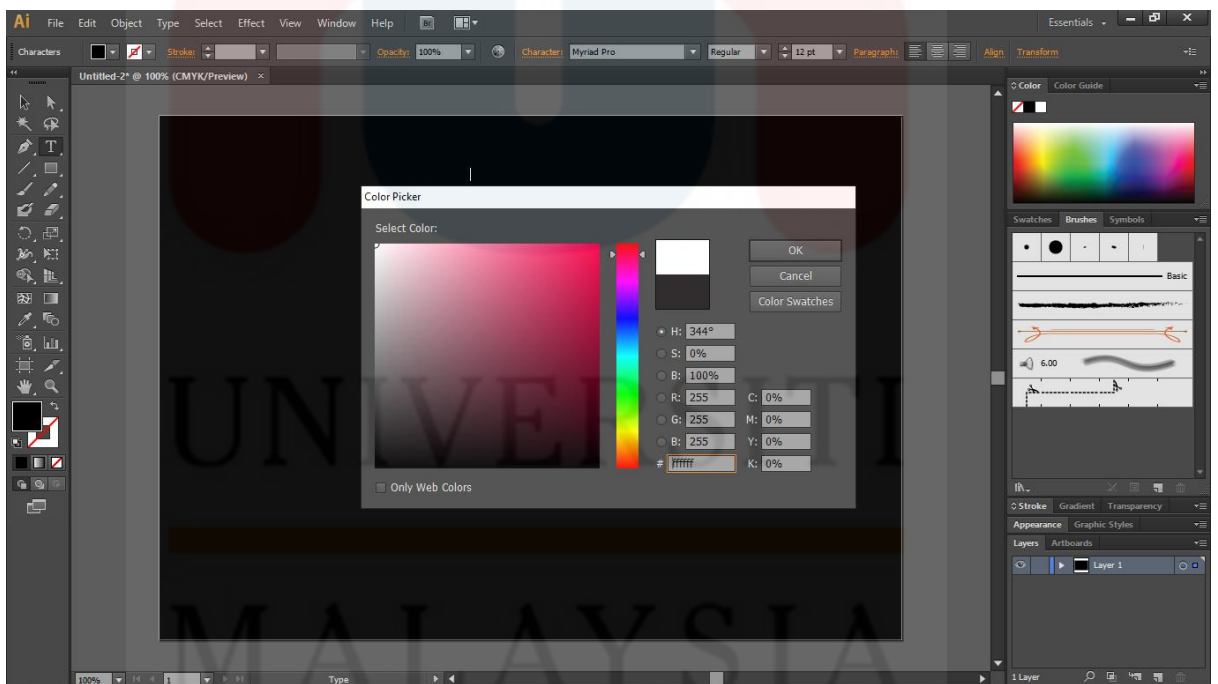 Ai File Edit Object Type Select Effect View Window Help Br Essentials
Characters Stroke: Opacity: 100% Character: Myriad Pro Regular 12 pt Paragraph: Align Transform
Untitled-2* @ 100% (CMYK/Preview) ×
Color Color Guide
Color Picker
Select Color:
OK
Cancel
Color Swatches
H: 344°
S: 0%
B: 100%
R: 255 C: 0%
G: 255 M: 0%
B: 255 Y: 0%
# ffffff K: 0%
Only Web Colors
Swatches Brushes Symbols
Basic
6.00
Stroke Gradient Transparency
Appearance Graphic Styles
Layers Artboards
Layer 1
1 Layer
UNIVERSITI
MALAYSIA
100% 1 Type